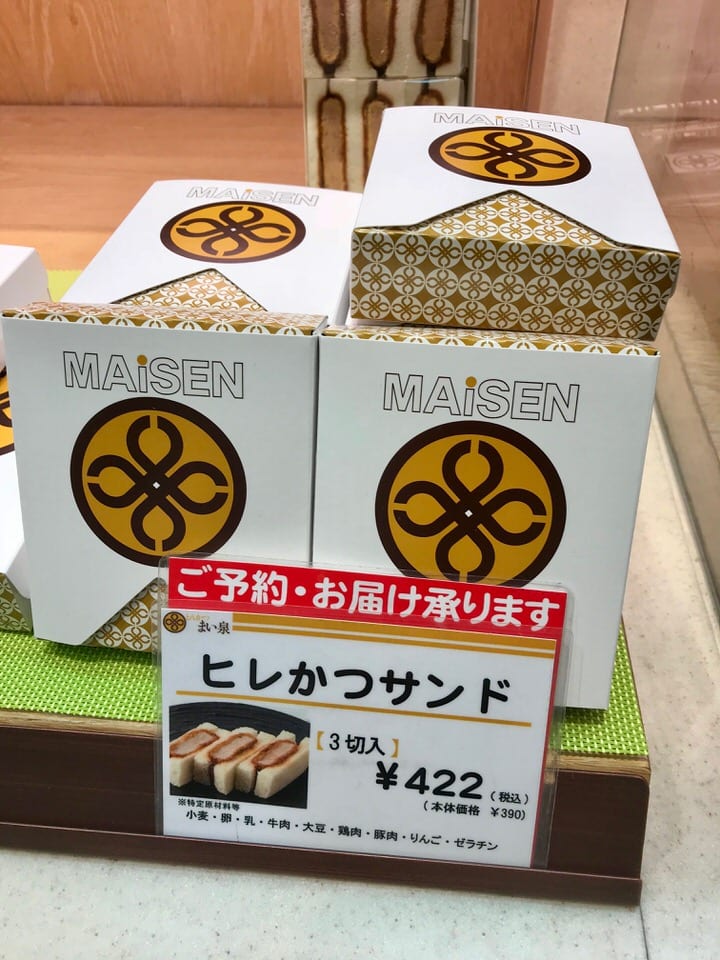 MAiSEN
MAiSEN
MAiSEN
MAiSEN
ご予約・お届け承ります
まい泉
ヒレかつサンド
【3切入】
¥422(税込)
(本体価格 ¥390)
※特定原材料等
小麦・卵・乳・牛肉・大豆・鶏肉・豚肉・りんご・ゼラチン